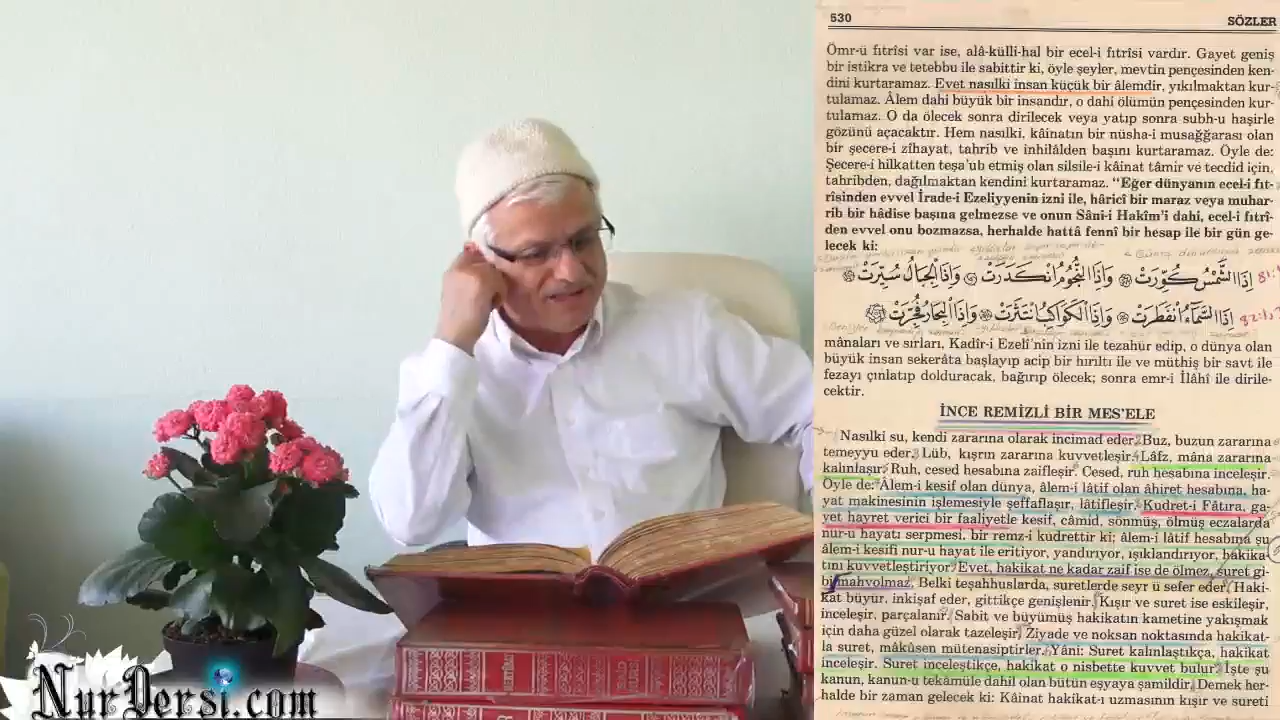 530
SÖZLER
Ömr-ü fıtrîsi var ise, alâ-külli-hal bir ecel-i fıtrîsi vardır. Gayet geniş
bir istikra ve tetebbu ile sabittir ki, öyle şeyler, mevtin pençesinden ken-
dini kurtaramaz. Evet nasılki insan küçük bir âlemdir, yıkılmaktan kur-
tulamaz. Âlem dahi büyük bir insandır, o dahi ölümün pençesinden kur-
tulamaz. O da ölecek sonra dirilecek veya yatıp sonra subh-u haşirle
gözünü açacaktır. Hem nasılki, kâinatın bir nüsha-i musağğarası olan
bir şecere-i zîhayat, tahrib ve inhilâlden başını kurtaramaz. Öyle de:
Şecere-i hilkatten teşa'ub etmiş olan silsile-i kâinat tâmir ve tecdid için,
tahribden, dağılmaktan kendini kurtaramaz. "Eğer dünyanın ecel-i fıt-
rîsinden evvel İrade-i Ezeliyyenin izni ile, hâricî bir maraz veya muhar-
rib bir hâdise başına gelmezse ve onun Sâni-i Hakîm'i dahi, ecel-i fıtrî-
den evvel onu bozmazsa, herhalde hattâ fennî bir hesap ile bir gün ge-
lecek ki:
اِذَا الشَّمْسُ كُوِّرَتْ ❊ وَاِذَا النُّجُومُ انْكَدَرَتْ ❊ وَاِذَا الْجِبَالُ سُيِّرَتْ ❊
اِذَا السَّمَٓاءُ انْفَطَرَتْ ❊ وَاِذَا الْكَوَاكِبُ انْتَثَرَتْ ❊ وَاِذَا الْبِحَارُ فُجِّرَتْ ❊
mânaları ve sırları, Kadîr-i Ezelî'nin izni ile tezahür edip, o dünya olan
büyük insan sekerâta başlayıp acip bir hırıltı ile ve müthiş bir savt ile
fezayı çınlatıp dolduracak, bağırıp ölecek; sonra emr-i İlâhî ile dirile-
cektir.
İNCE REMİZLİ BİR MES'ELE
Nasılki su, kendi zararına olarak incimad eder. Buz, buzun zararına
temeyyu eder. Lüb, kışrın zararına kuvvetleşir. Lâfz, mâna zararına
kalınlaşır. Ruh, cesed hesabına zaifleşir. Cesed, ruh hesabına inceleşir.
Öyle de: Âlem-i kesif olan dünya, âlem-i lâtif olan âhiret hesabına, ha-
yat makinesinin işlemesiyle şeffaflaşır, lâtifleşir. Kudret-i Fâtıra, ga-
yet hayret verici bir faaliyetle kesif, câmid, sönmüş, ölmüş eczalarda
nur-u hayatı serpmesi, bir remz-i kudrettir ki; âlem-i lâtif hesabına şu
âlem-i kesifi nur-u hayat ile eritiyor, yandırıyor, ışıklandırıyor, hakika-
tını kuvvetleştiriyor. Evet, hakikat ne kadar zaif ise de ölmez, suret gi-
bi mahvolmaz. Belki teşahhuslarda, suretlerde seyr ü sefer eder. Haki-
kat büyür, inkişaf eder, gittikçe genişlenir. Kışır ve suret ise eskileşir,
inceleşir, parçalanır. Sabit ve büyümüş hakikatın kametine yakışmak
için daha güzel olarak tazeleşir. Ziyade ve noksan noktasında hakikat-
la suret, mâkûsen mütenasiptirler. Yâni: Suret kalınlaştıkça, hakikat
inceleşir. Suret inceleştikçe, hakikat o nisbette kuvvet bulur. İşte şu
kanun, kanun-u tekâmüle dahil olan bütün eşyaya şamildir. Demek her-
halde bir zaman gelecek ki: Kâinat hakikat-ı uzmasının kışır ve sureti
NurDersi.com